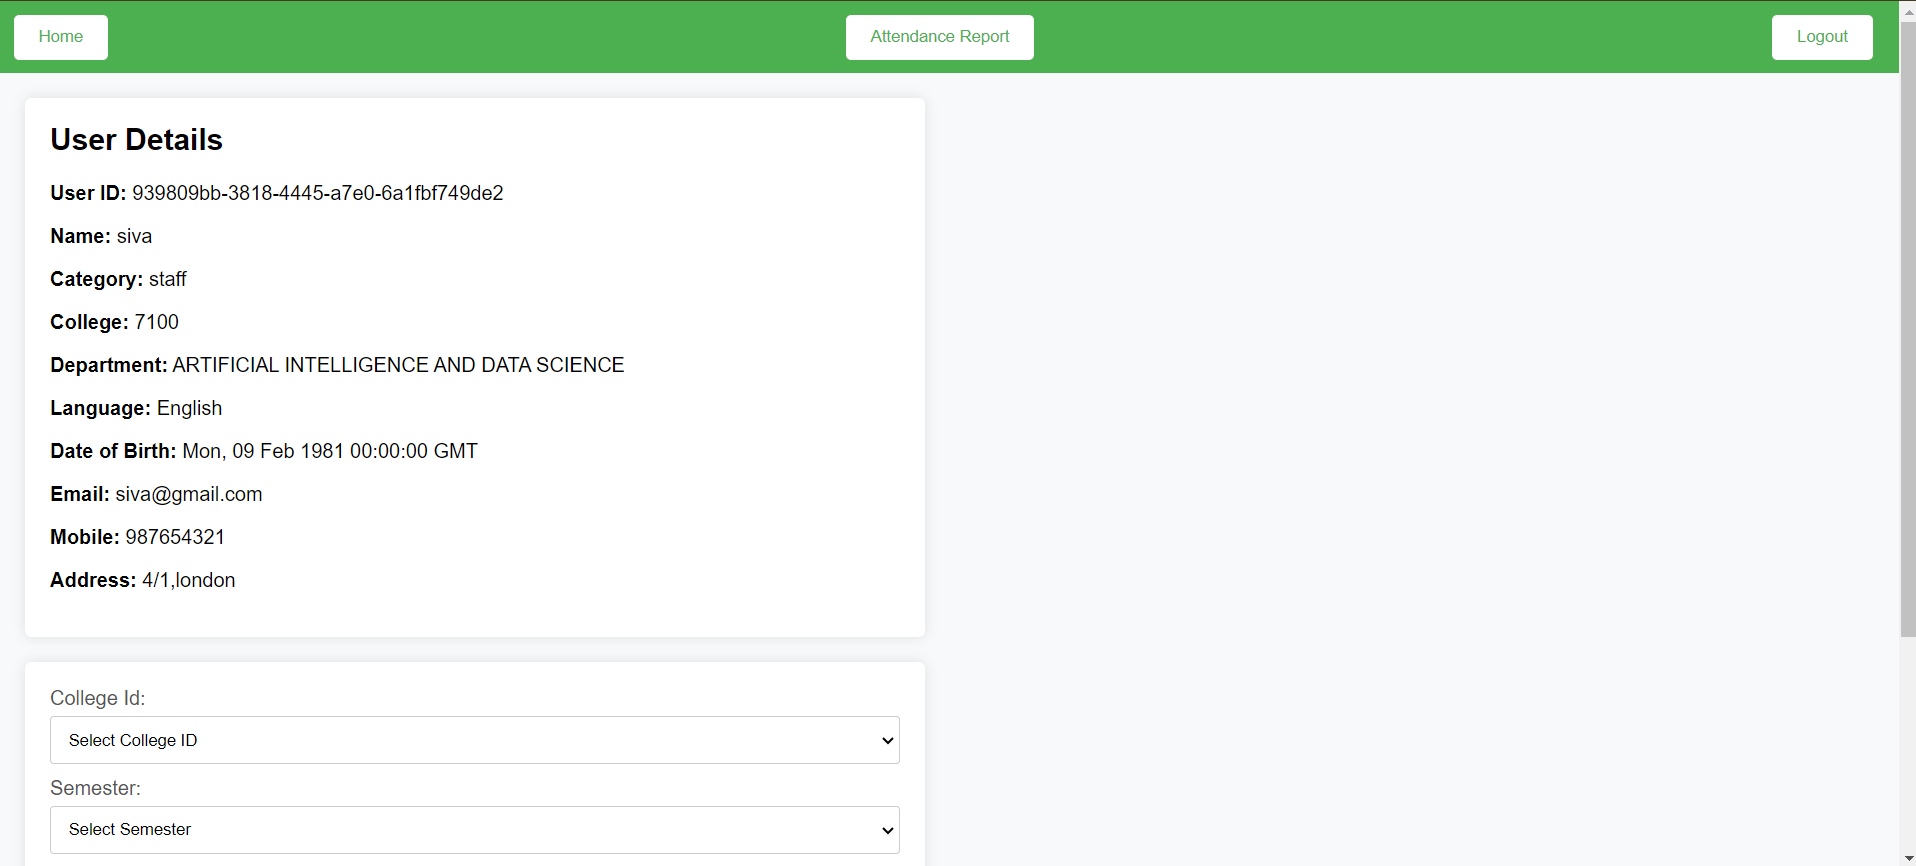 Home
Attendance Report
Logout
User Details
User ID: 939809bb-3818-4445-a7e0-6a1fbf749de2
Name: siva
Category: staff
College: 7100
Department: ARTIFICIAL INTELLIGENCE AND DATA SCIENCE
Language: English
Date of Birth: Mon, 09 Feb 1981 00:00:00 GMT
Email: siva@gmail.com
Mobile: 987654321
Address: 4/1,london
College Id:
Select College ID
Semester:
Select Semester